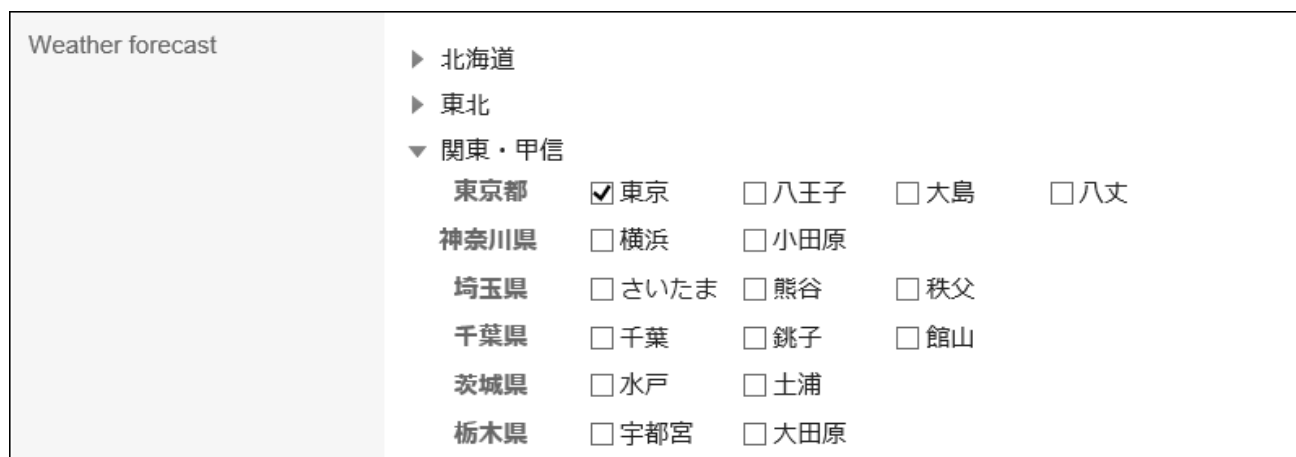 Weather forecast
北海道
東北
関東・甲信
東京都 東京 八王子 大島 八丈
神奈川県 横浜 小田原
埼玉県 さいたま 熊谷 秩父
千葉県 千葉 銚子 館山
茨城県 水戸 土浦
栃木県 宇都宮 大田原